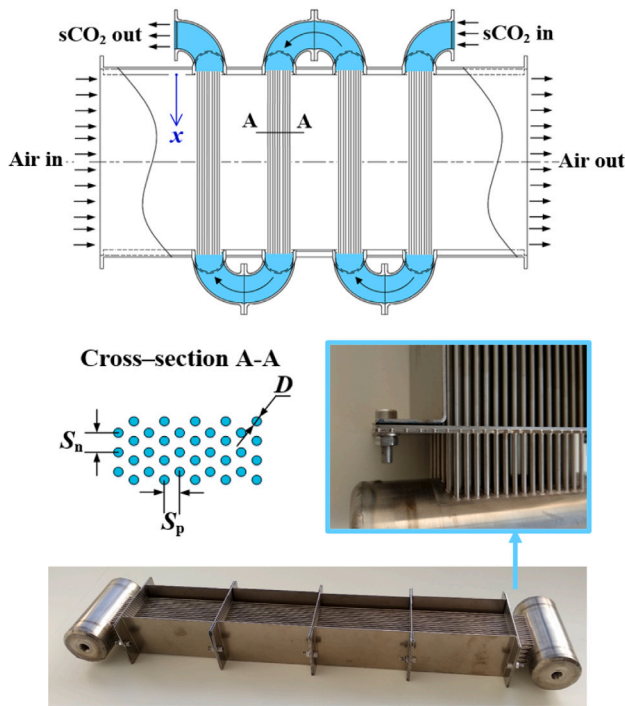 sCO₂ out
sCO₂ in
x
A A
Air in
Air out
Cross–section A-A
D
Sₙ
Sₚ